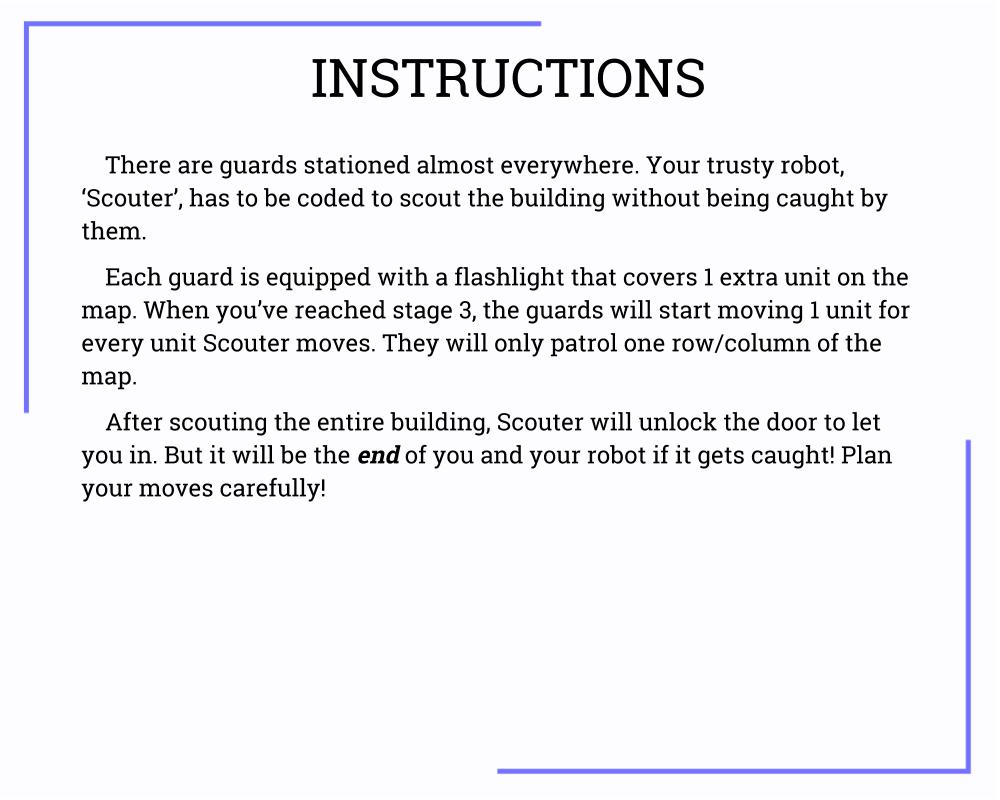 INSTRUCTIONS
There are guards stationed almost everywhere. Your trusty robot,
‘Scouter’, has to be coded to scout the building without being caught by
them.
Each guard is equipped with a flashlight that covers 1 extra unit on the
map. When you’ve reached stage 3, the guards will start moving 1 unit for
every unit Scouter moves. They will only patrol one row/column of the
map.
After scouting the entire building, Scouter will unlock the door to let
you in. But it will be the end of you and your robot if it gets caught! Plan
your moves carefully!